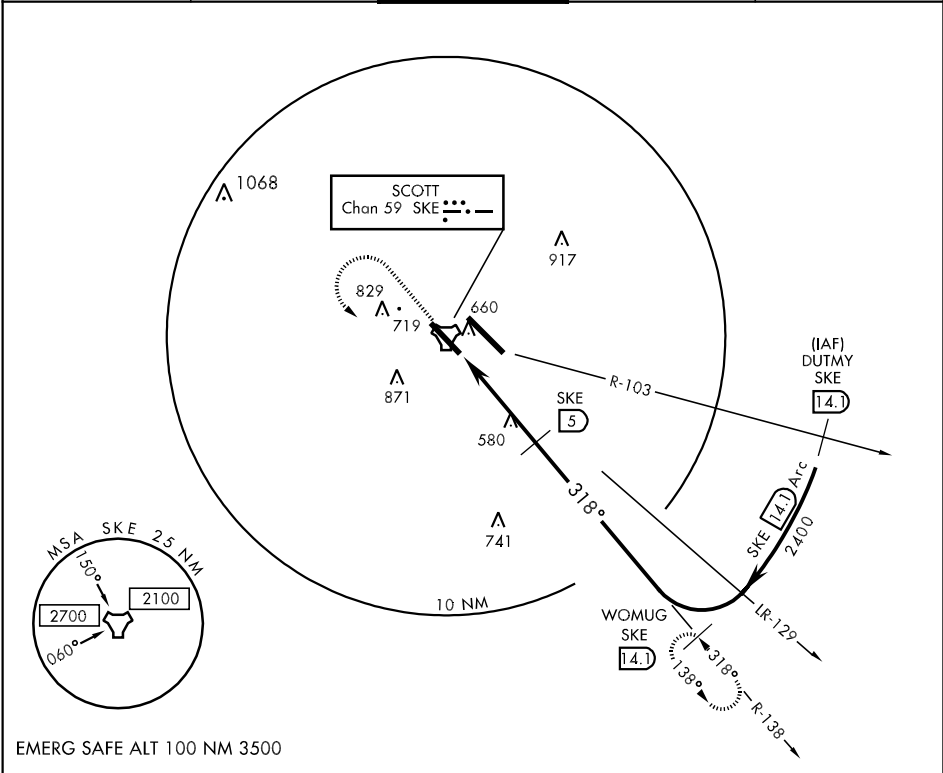 1068
SCOTT
Chan 59 SKE
917
829
719
660
871
R-103
(IAF)
DUTMY
SKE
14.1
SKE
5
580
318°
741
SKE 14.1 Arc
2400
10 NM
MSA SKE 25 NM
150°
2100
2700
060°
WOMUG
SKE
14.1
LR-129
318°
138°
R-138
EMERG SAFE ALT 100 NM 3500